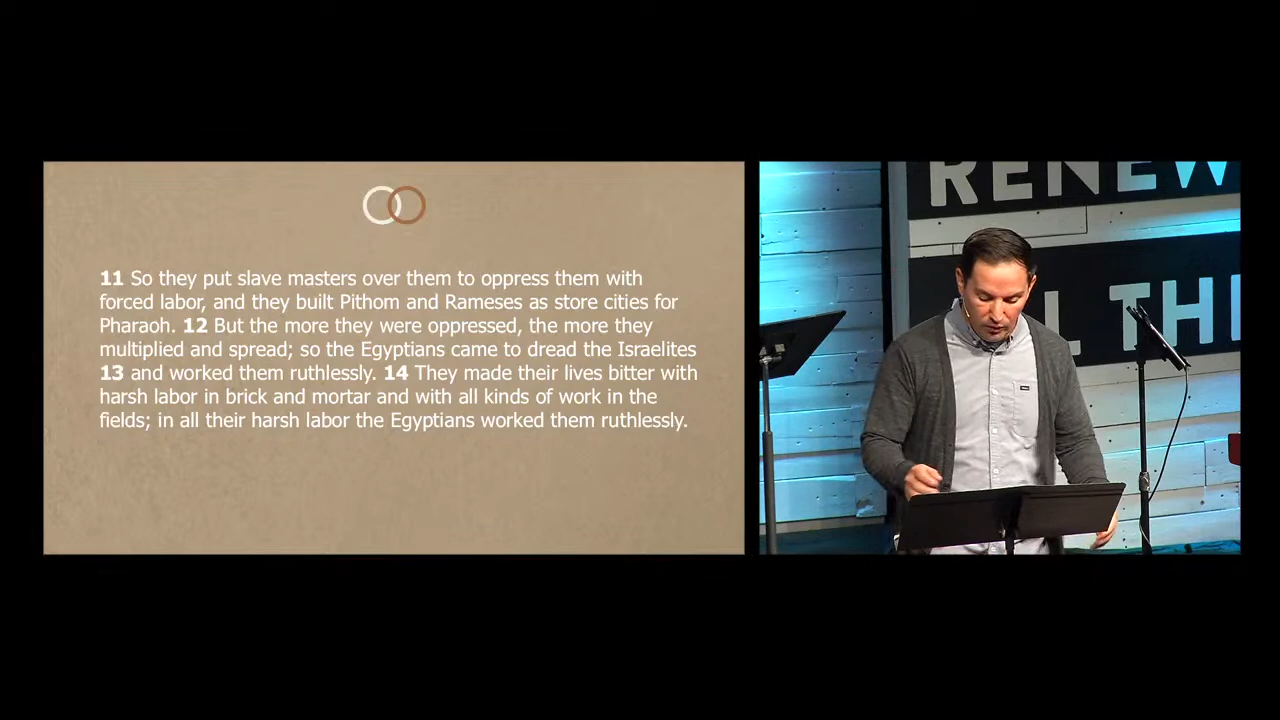 11 So they put slave masters over them to oppress them with
forced labor, and they built Pithom and Rameses as store cities for
Pharaoh. 12 But the more they were oppressed, the more they
multiplied and spread; so the Egyptians came to dread the Israelites
13 and worked them ruthlessly. 14 They made their lives bitter with
harsh labor in brick and mortar and with all kinds of work in the
fields; in all their harsh labor the Egyptians worked them ruthlessly.
RENEW
LL THI